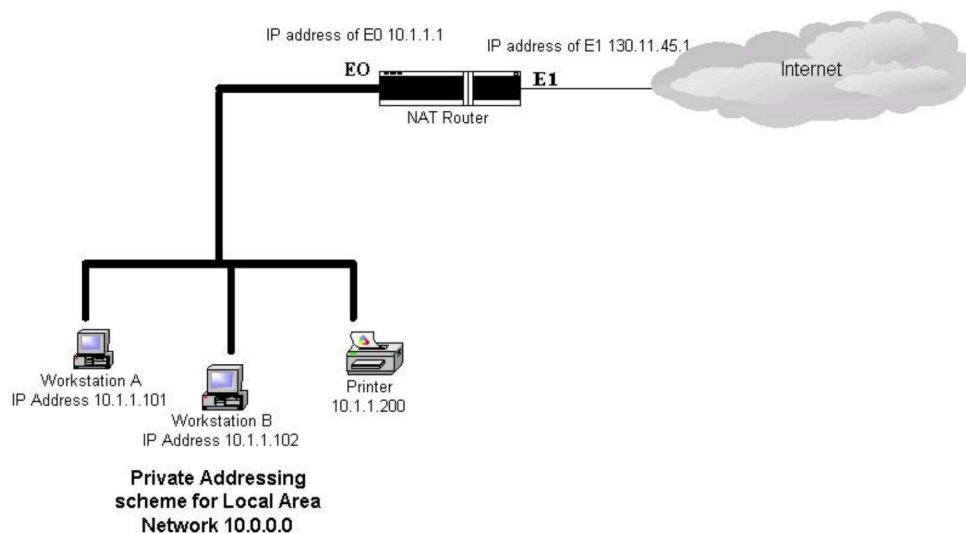 IP address of E0 10.1.1.1
IP address of E1 130.11.45.1
EO
E1
Internet
NAT Router
Workstation A
IP Address 10.1.1.101
Workstation B
IP Address 10.1.1.102
Printer
10.1.1.200
Private Addressing
scheme for Local Area
Network 10.0.0.0